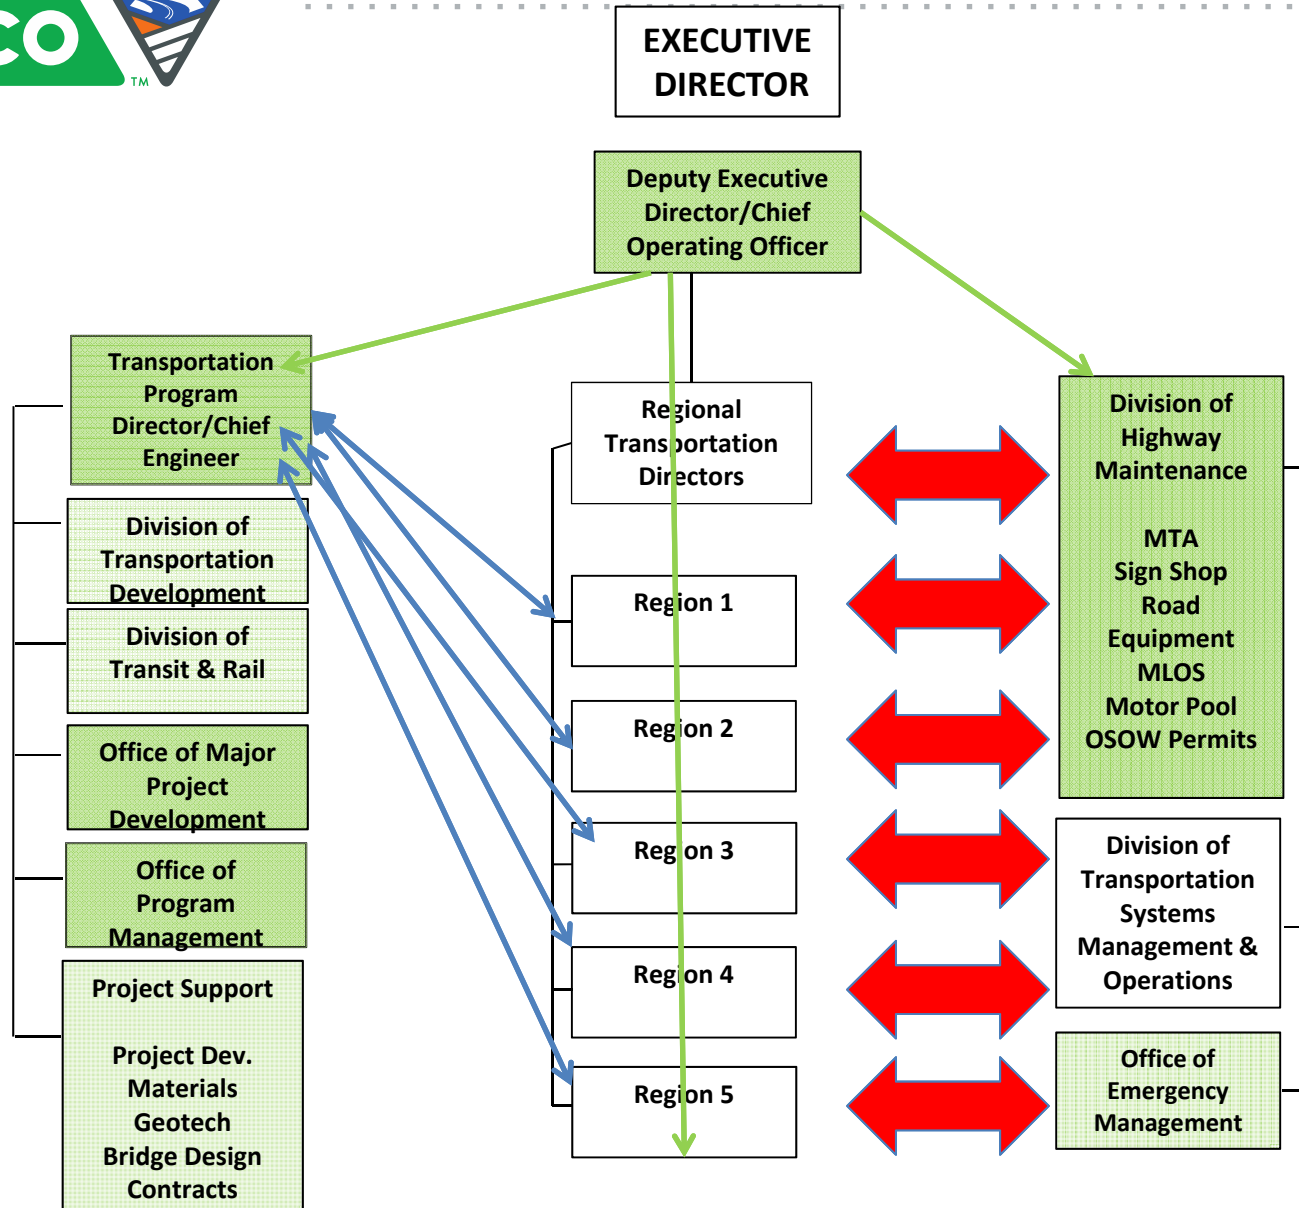 CO
TM
EXECUTIVE
DIRECTOR
Deputy Executive
Director/Chief
Operating Officer
Transportation
Program
Director/Chief
Engineer
Division of
Transportation
Development
Division of
Transit & Rail
Office of Major
Project
Development
Office of
Program
Management
Project Support
Project Dev.
Materials
Geotech
Bridge Design
Contracts
Regional
Transportation
Directors
Region 1
Region 2
Region 3
Region 4
Region 5
Division of
Highway
Maintenance
MTA
Sign Shop
Road
Equipment
MLOS
Motor Pool
OSOW Permits
Division of
Transportation
Systems
Management &
Operations
Office of
Emergency
Management